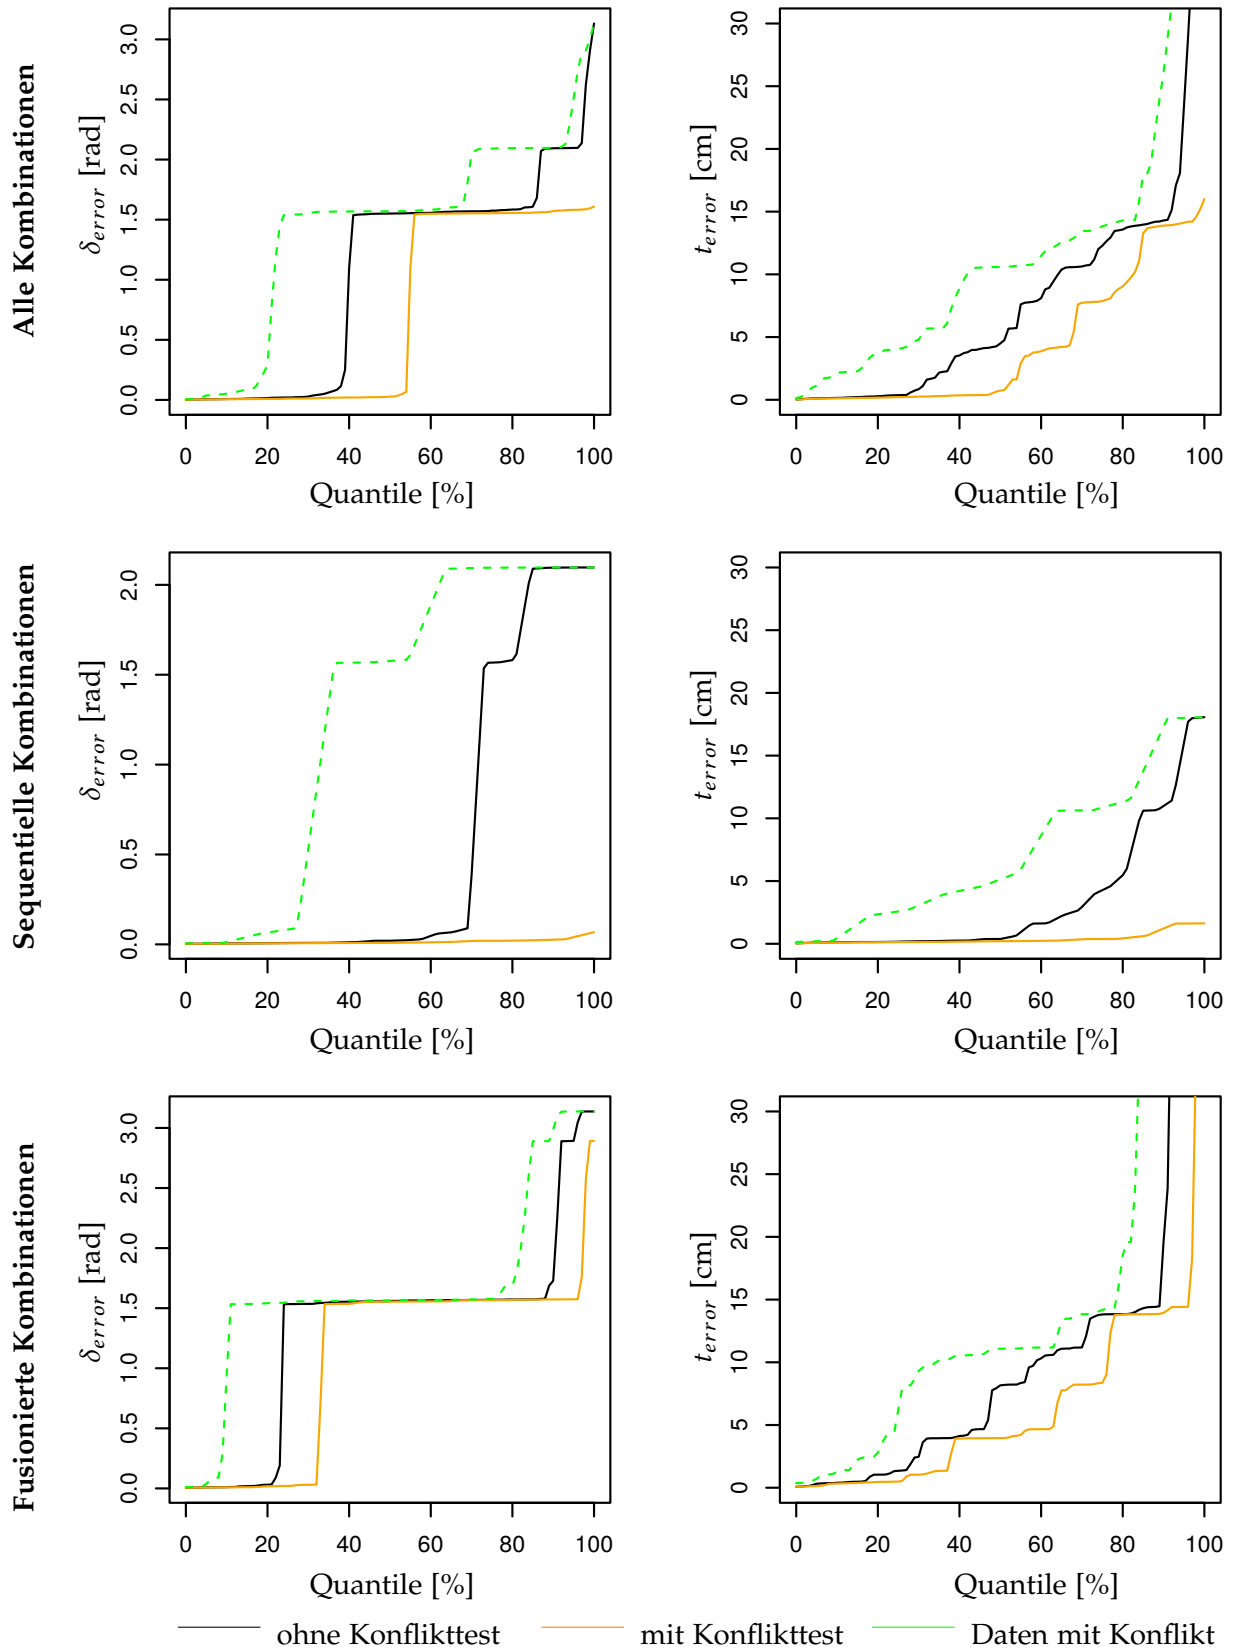 Alle Kombinationen
δerror [rad]
0.0 0.5 1.0 1.5 2.0 2.5 3.0
0 20 40 60 80 100
Quantile [%]
terror [cm]
0 5 10 15 20 25 30
0 20 40 60 80 100
Quantile [%]
Sequentielle Kombinationen
δerror [rad]
0.0 0.5 1.0 1.5 2.0
0 20 40 60 80 100
Quantile [%]
terror [cm]
0 5 10 15 20 25 30
0 20 40 60 80 100
Quantile [%]
Fusionierte Kombinationen
δerror [rad]
0.0 0.5 1.0 1.5 2.0 2.5 3.0
0 20 40 60 80 100
Quantile [%]
terror [cm]
0 5 10 15 20 25 30
0 20 40 60 80 100
Quantile [%]
ohne Konflikttest mit Konflikttest Daten mit Konflikt